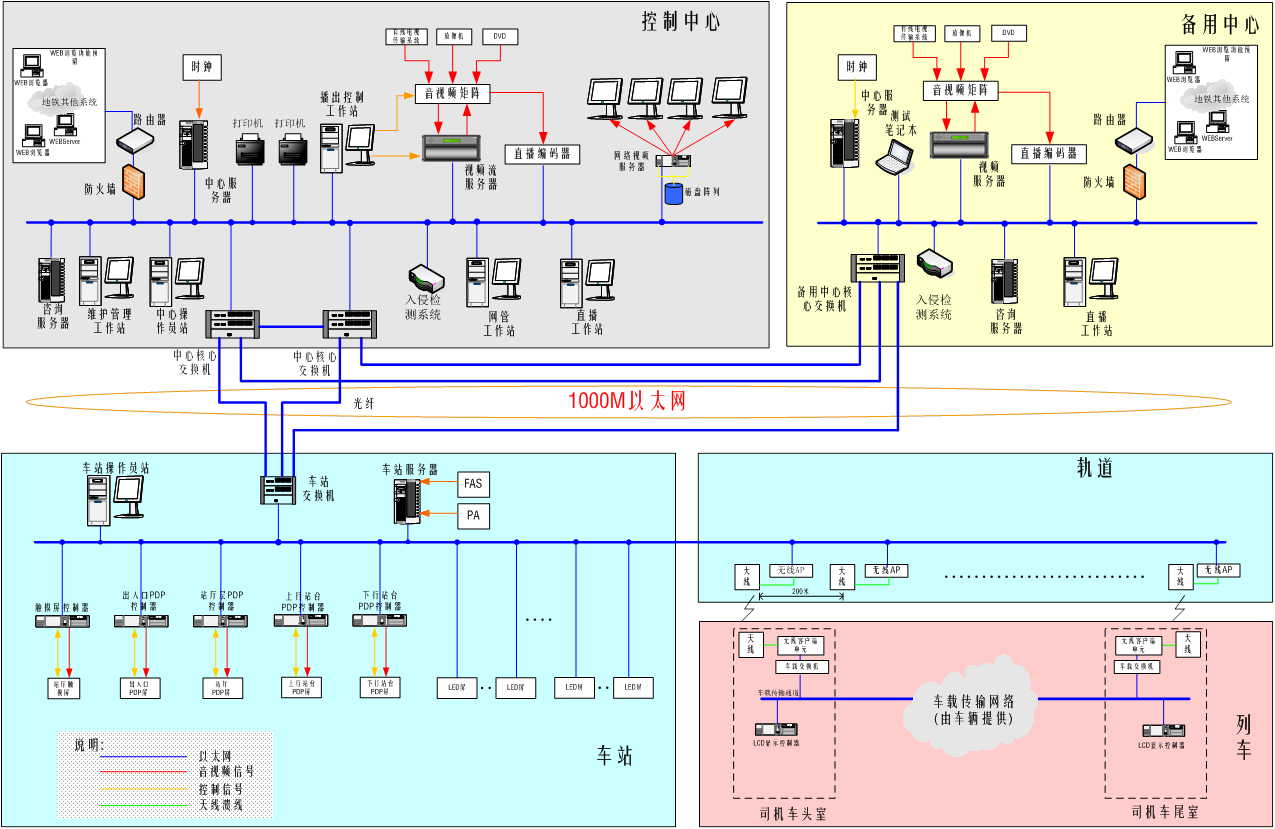 控制中心
WEB浏览功能预
留
WEB浏览器
地铁其他系统
WEBServer
WEB浏览器
路由器
防火墙
时钟
中心服
务器
打印机
打印机
播出控制
工作站
有线电视
传输系统
放像机
DVD
音视频矩阵
视频流
服务器
直播编码器
网络视频
服务器
磁盘阵列
咨询
服务器
维护管理
工作站
中心操
作员站
入侵检
测系统
网管
工作站
直播
工作站
中心核心
交换机
中心核心
交换机
备用中心
时钟
中心服
务器
测试
笔记本
有线电视
传输系统
放像机
DVD
音视频矩阵
视频
服务器
直播编码器
WEB浏览功能预
留
WEB浏览器
地铁其他系统
WEBServer
WEB浏览器
路由器
防火墙
备用中心核
心交换机
入侵检
测系统
咨询
服务器
直播
工作站
光纤
1000M以太网
车站操作员站
车站
交换机
车站服务器
FAS
PA
触摸屏控制器
出入口PDP
控制器
站厅层PDP
控制器
上行站台
PDP控制器
下行站台
PDP控制器
站厅触
摸屏
出入口
PDP屏
站厅
PDP屏
上行站台
PDP屏
下行站台
PDP屏
LED屏
LED屏
LED屏
LED屏
说明:
以太网
音视频信号
控制信号
天线馈线
车站
轨道
天
线
无线AP
200米
天
线
无线AP
天
线
无线AP
天
线
无线客户端
单元
车载交换机
车载传输通道
LCD显示控制器
司机车头室
车载传输网络
(由车辆提供)
无线客户端
单元
天
线
车载交换机
LCD显示控制器
司机车尾室
列
车